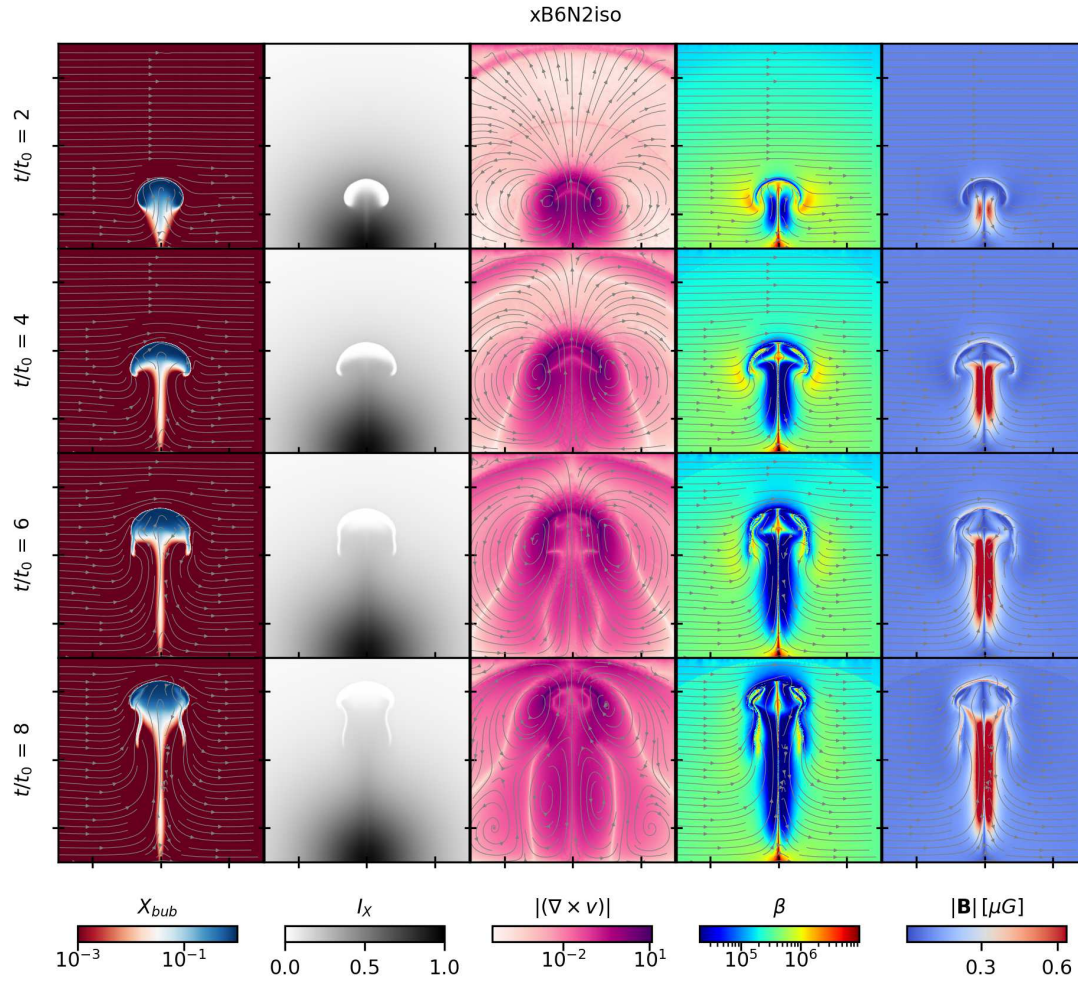 xB6N2iso
t/t₀ = 2
t/t₀ = 4
t/t₀ = 6
t/t₀ = 8
X_bub
10⁻³ 10⁻¹
I_X
0.0 0.5 1.0
|(∇ × v)|
10⁻² 10¹
β
10⁵ 10⁶
|B| [μG]
0.3 0.6